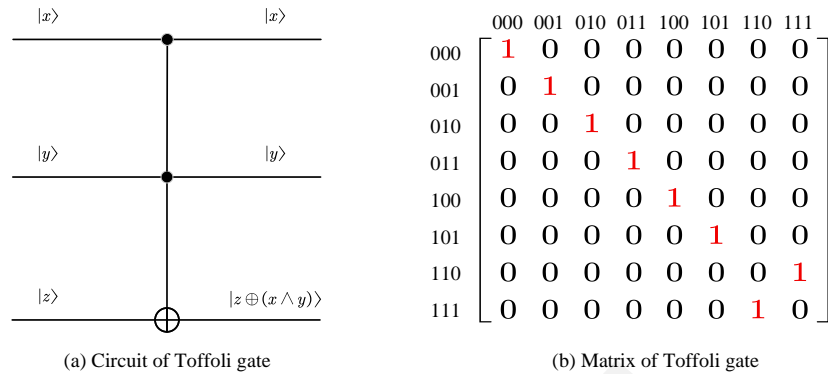 |x⟩ |x⟩
|y⟩ |y⟩
|z⟩ |z⊕(x∧y)⟩
(a) Circuit of Toffoli gate
000 001 010 011 100 101 110 111
000 1 0 0 0 0 0 0 0
001 0 1 0 0 0 0 0 0
010 0 0 1 0 0 0 0 0
011 0 0 0 1 0 0 0 0
100 0 0 0 0 1 0 0 0
101 0 0 0 0 0 1 0 0
110 0 0 0 0 0 0 0 1
111 0 0 0 0 0 0 1 0
(b) Matrix of Toffoli gate